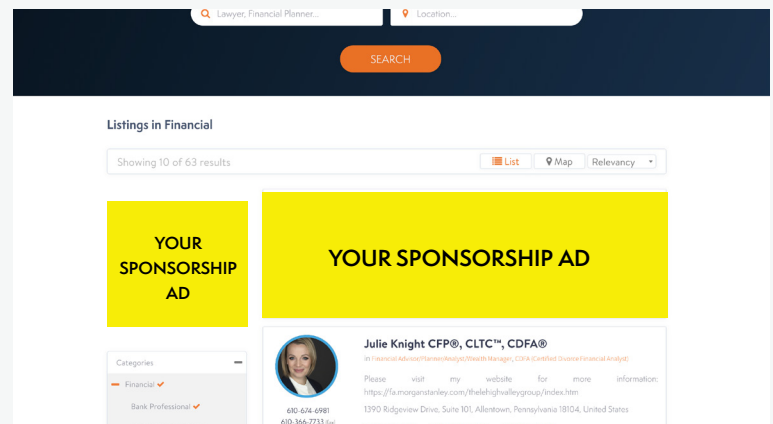 Lawyer, Financial Planner...
Location...
SEARCH
Listings in Financial
Showing 10 of 63 results
List
Map
Relevancy
YOUR
SPONSORSHIP
AD
YOUR SPONSORSHIP AD
Categories
Financial
Bank Professional
Julie Knight CFP®, CLTC™, CDFA®
in Financial Advisor/Planner/Analyst/Wealth Manager, CDFA (Certified Divorce Financial Analyst)
Please visit my website for more information:
https://fa.morganstanley.com/thelehighvalleygroup/index.htm
1390 Ridgeview Drive, Suite 101, Allentown, Pennsylvania 18104, United States
610-674-6981
610-366-7733